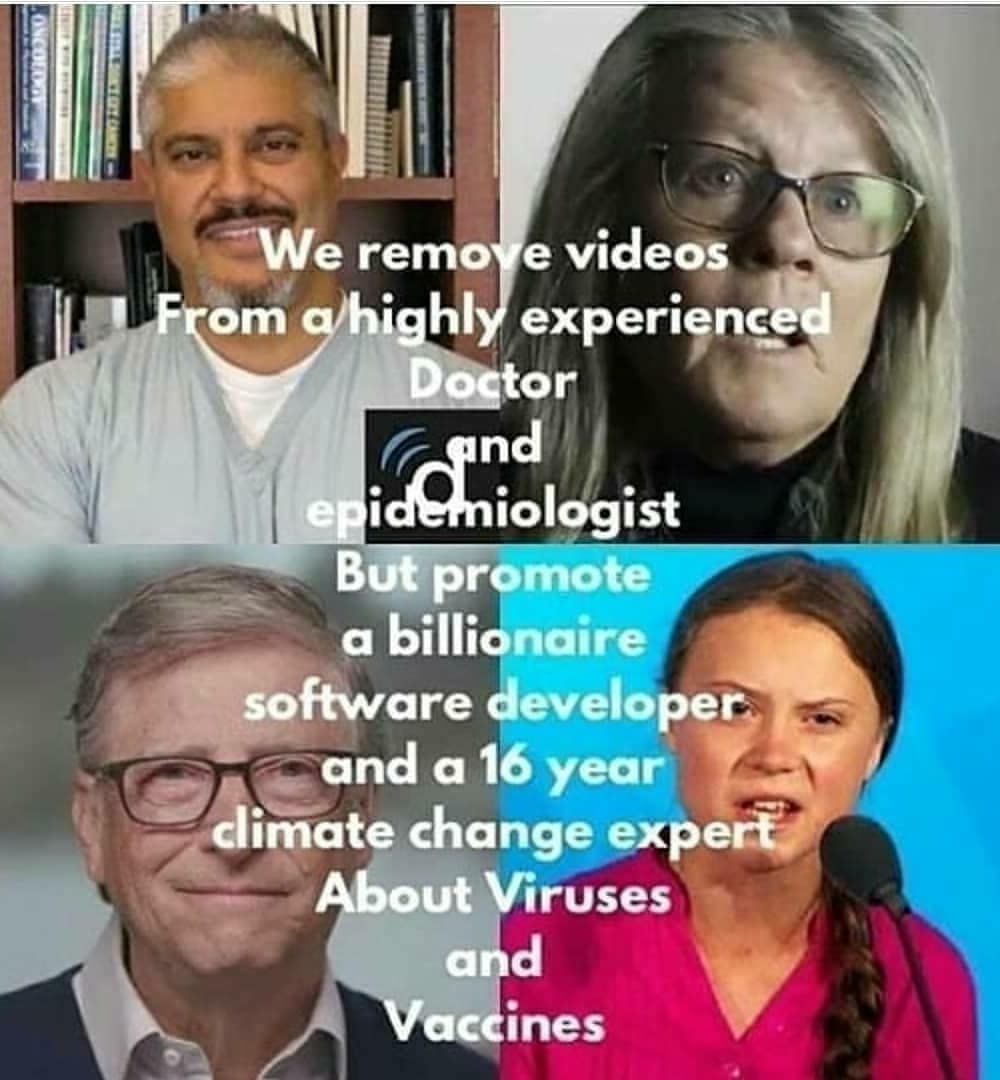 We remove videos
From a highly experienced
Doctor
and
epidemiologist
But promote
a billionaire
software developer
and a 16 year
climate change expert
About Viruses
and
Vaccines
ONCOLOGY
d